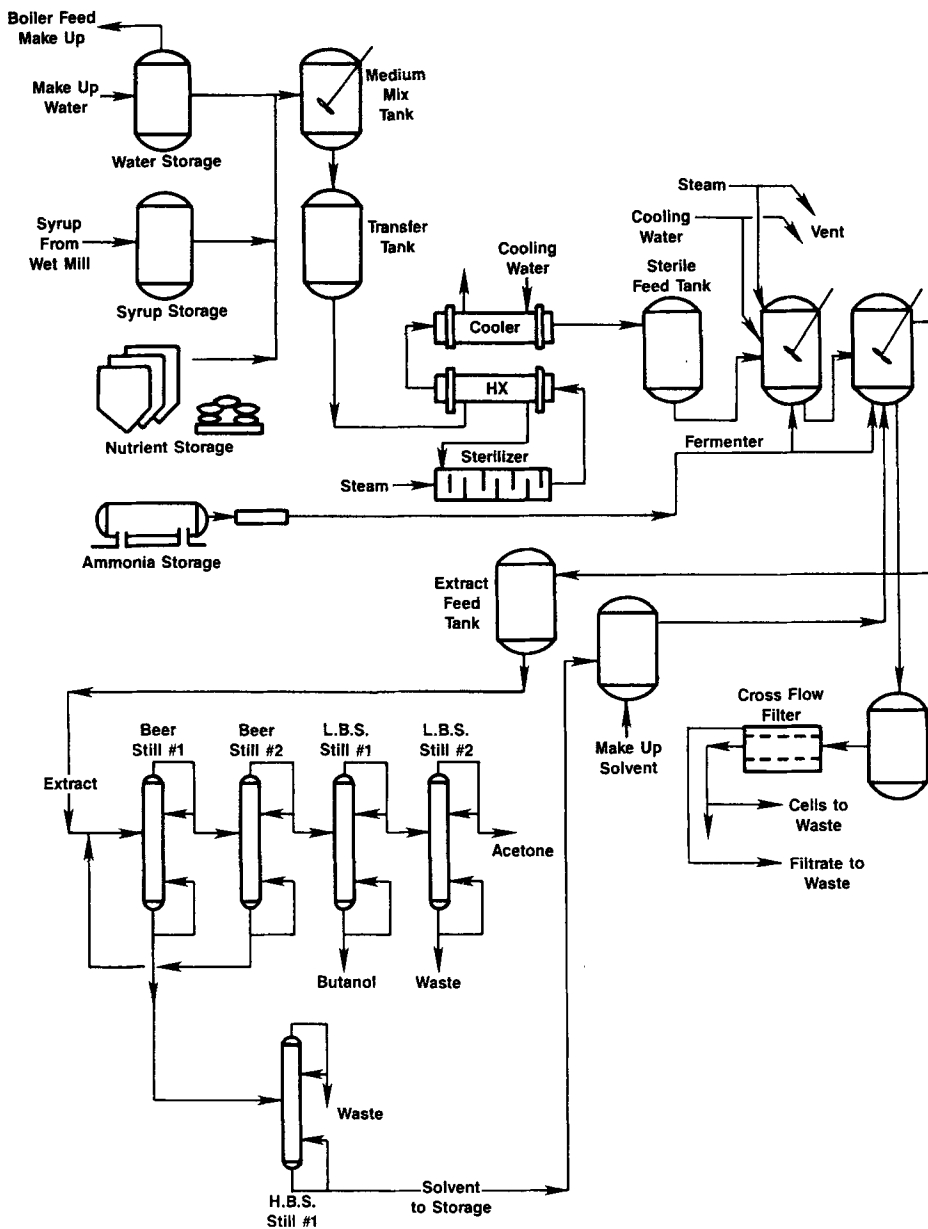 Boiler Feed
Make Up
Make Up
Water
Water Storage
Medium
Mix
Tank
Syrup
From
Wet Mill
Syrup Storage
Transfer
Tank
Nutrient Storage
Ammonia Storage
Cooling
Water
Cooler
HX
Sterilizer
Steam
Sterile
Feed Tank
Steam
Cooling
Water
Vent
Fermenter
Extract
Feed
Tank
Make Up
Solvent
Cross Flow
Filter
Cells to
Waste
Filtrate to
Waste
Extract
Beer
Still #1
Beer
Still #2
L.B.S.
Still #1
L.B.S.
Still #2
Acetone
Butanol
Waste
Waste
H.B.S.
Still #1
Solvent
to Storage